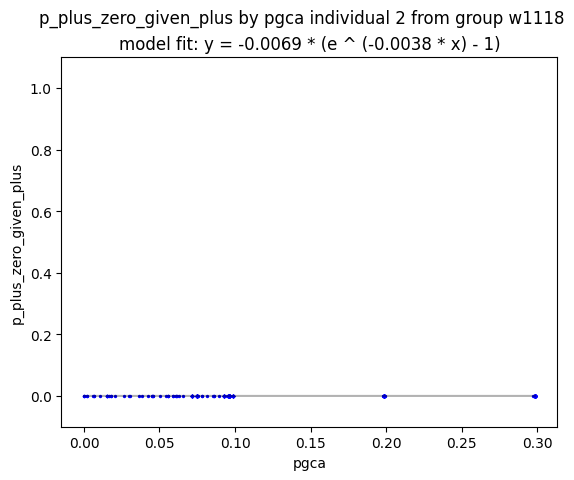 p_plus_zero_given_plus by pgca individual 2 from group w1118
model fit: y = -0.0069 * (e ^ (-0.0038 * x) - 1)
1.0
0.8
0.6
0.4
0.2
0.0
p_plus_zero_given_plus
0.00 0.05 0.10 0.15 0.20 0.25 0.30
pgca